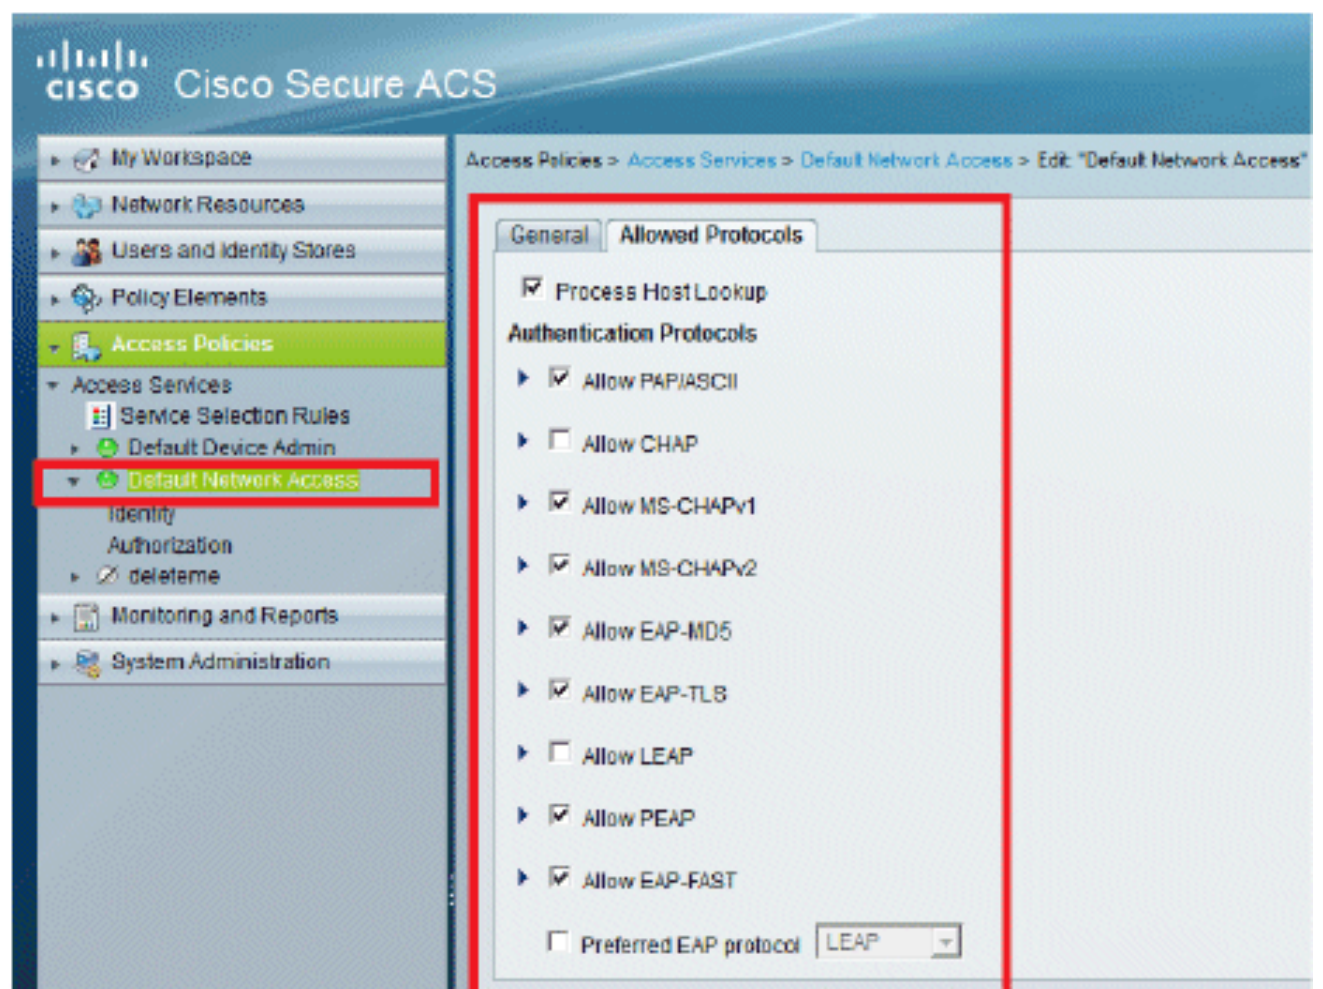 cisco Cisco Secure ACS
My Workspace
Network Resources
Users and Identity Stores
Policy Elements
Access Policies
Access Services
Service Selection Rules
Default Device Admin
Default Network Access
Identity
Authorization
deleteme
Monitoring and Reports
System Administration
Access Policies > Access Services > Default Network Access > Edit: "Default Network Access"
General Allowed Protocols
Process Host Lookup
Authentication Protocols
Allow PAP/ASCII
Allow CHAP
Allow MS-CHAPv1
Allow MS-CHAPv2
Allow EAP-MD5
Allow EAP-TLS
Allow LEAP
Allow PEAP
Allow EAP-FAST
Preferred EAP protocol LEAP